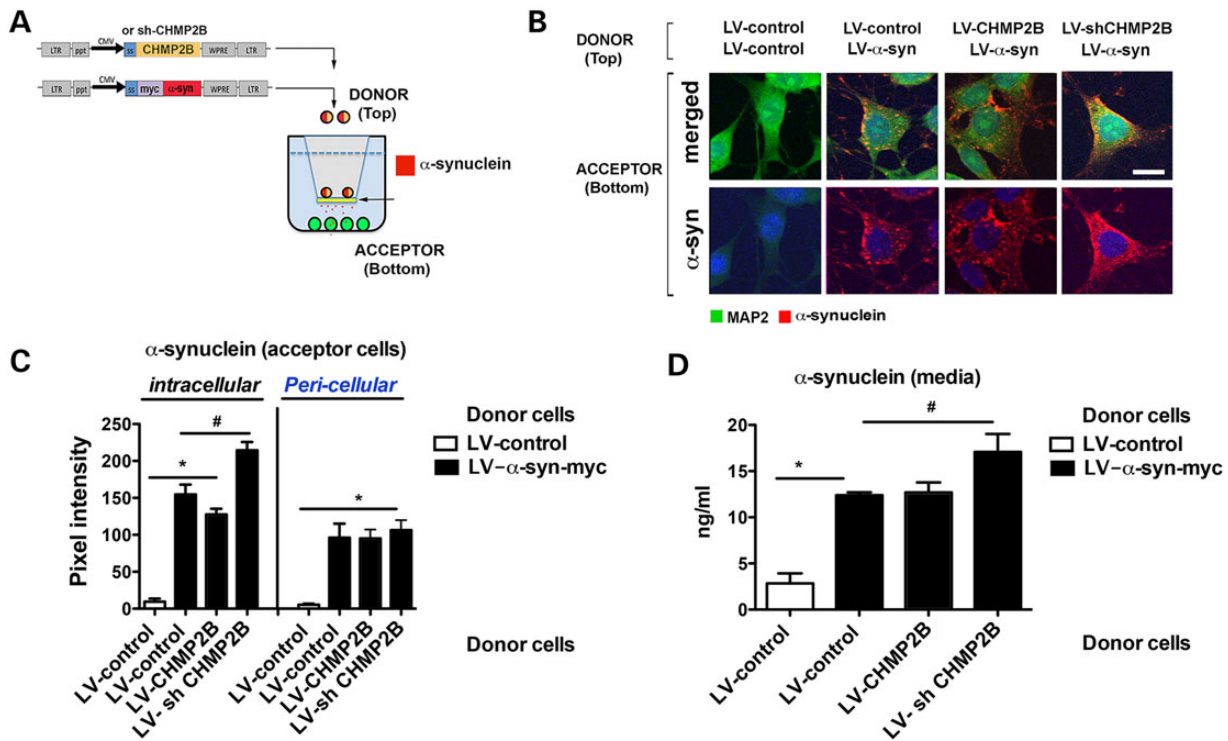 A
or sh-CHMP2B
LTR ppt CMV ss CHMP2B WPRE LTR
LTR ppt CMV ss myc α-syn WPRE LTR
DONOR
(Top)
α-synuclein
ACCEPTOR
(Bottom)
B
DONOR
(Top)
LV-control LV-control LV-CHMP2B LV-shCHMP2B
LV-control LV-α-syn LV-α-syn LV-α-syn
ACCEPTOR
(Bottom)
merged
α-syn
MAP2 α-synuclein
C
α-synuclein (acceptor cells)
intracellular Peri-cellular
Pixel intensity
250
200
150
100
50
0
* # *
Donor cells
LV-control
LV-α-syn-myc
LV-control
LV-control
LV-CHMP2B
LV- sh CHMP2B
LV-control
LV-control
LV-CHMP2B
LV-sh CHMP2B
Donor cells
D
α-synuclein (media)
ng/ml
20
15
10
5
0
* #
Donor cells
LV-control
LV-α-syn-myc
LV-control
LV-control
LV-CHMP2B
LV- sh CHMP2B
Donor cells